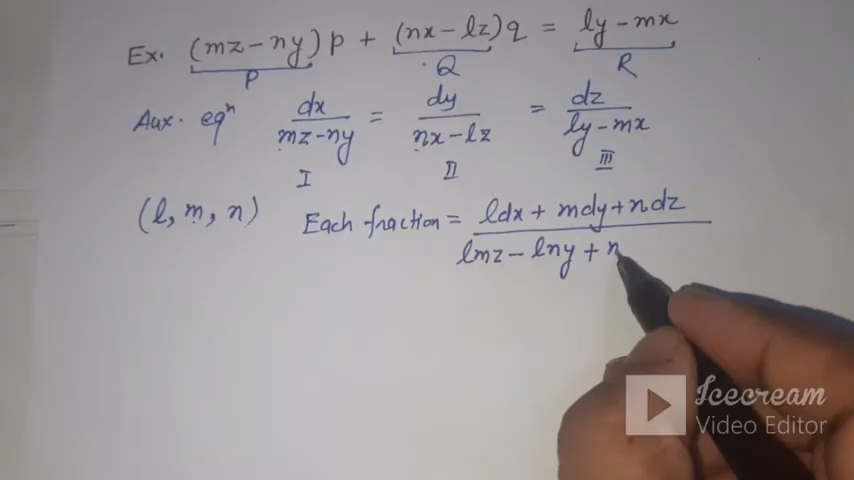 Ex. (mz-ny)p + (nx-lz)q = ly-mx
P Q R
Aux. eqⁿ dx/mz-ny = dy/nx-lz = dz/ly-mx
I II III
(l, m, n) Each fraction = ldx + mdy + ndz
lmz - lny + n
Icecream
Video Editor